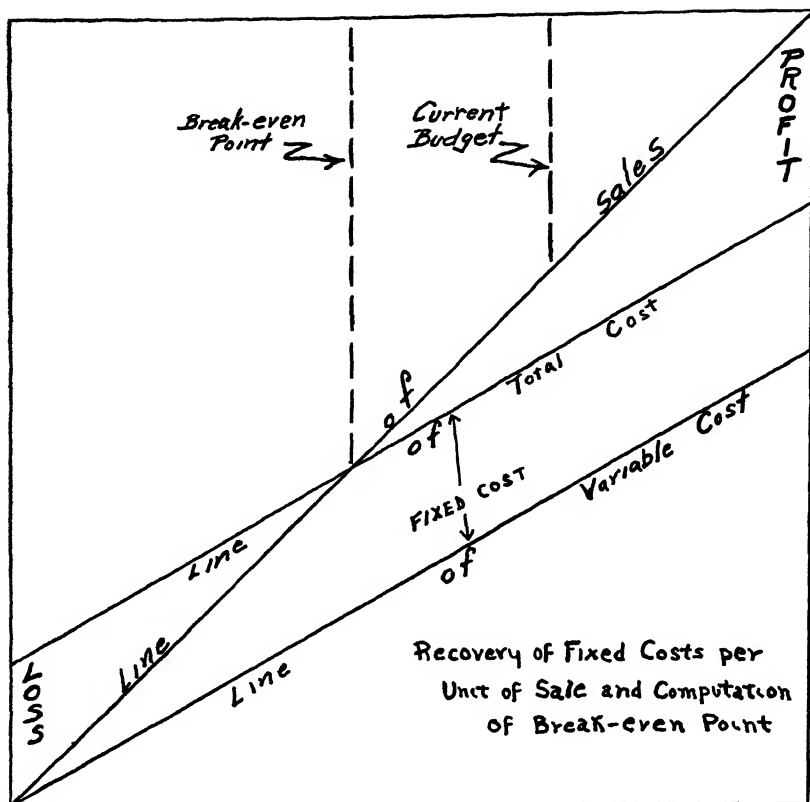 Break-even
Point
Current
Budget
PROFIT
Line of Sales
Line of Total Cost
FIXED COST
Line of Variable Cost
LOSS
Recovery of Fixed Costs per
Unit of Sale and Computation
of Break-even Point